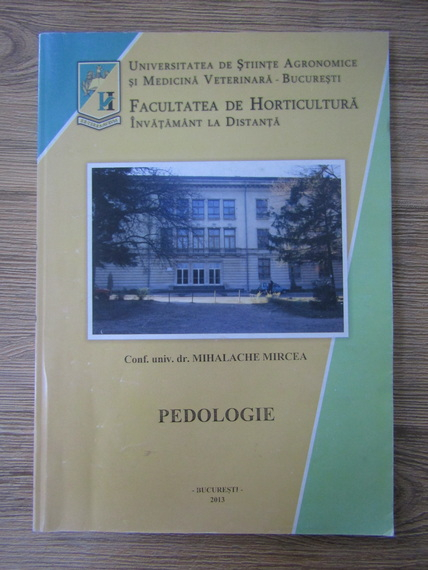 Universitatea de Științe Agronomice
și Medicină Veterinară - București
Facultatea de Horticultură
Învățământ la Distanță
Conf. univ. dr. MIHALACHE MIRCEA
PEDOLOGIE
- BUCUREȘTI -
2013